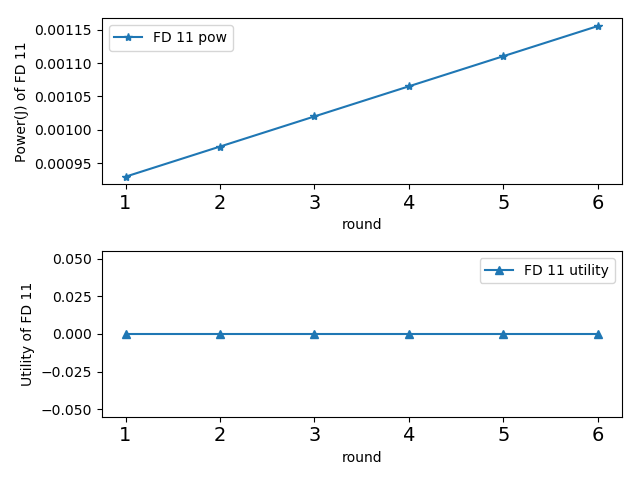 0.00115
0.00110
0.00105
0.00100
0.00095
Power(J) of FD 11
FD 11 pow
1 2 3 4 5 6
round
0.050
0.025
0.000
−0.025
−0.050
Utility of FD 11
FD 11 utility
1 2 3 4 5 6
round